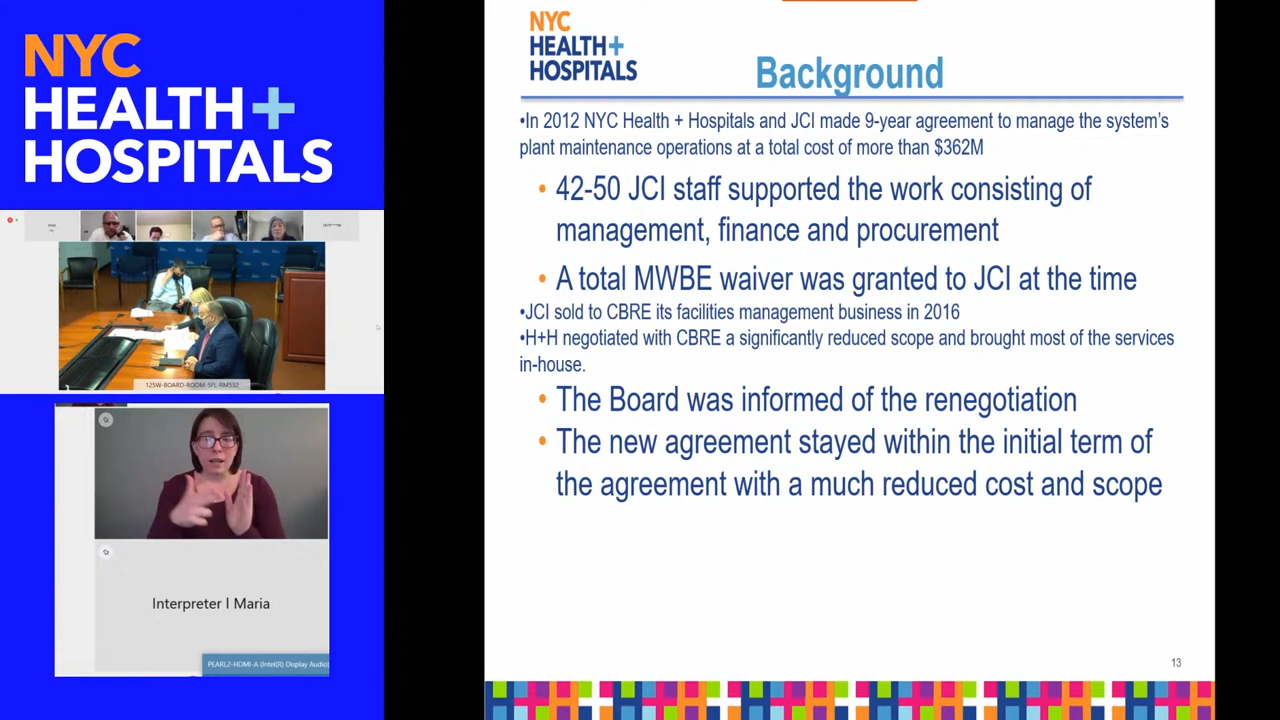 NYC
HEALTH+
HOSPITALS
125W-BOARD-ROOM-5FL-RM532
Interpreter I Maria
PEARL2-HDMI-A (Intel(R) Display Audio)
NYC
HEALTH+
HOSPITALS
Background
•In 2012 NYC Health + Hospitals and JCI made 9-year agreement to manage the system's
plant maintenance operations at a total cost of more than $362M
• 42-50 JCI staff supported the work consisting of
management, finance and procurement
• A total MWBE waiver was granted to JCI at the time
•JCI sold to CBRE its facilities management business in 2016
•H+H negotiated with CBRE a significantly reduced scope and brought most of the services
in-house.
• The Board was informed of the renegotiation
• The new agreement stayed within the initial term of
the agreement with a much reduced cost and scope
13